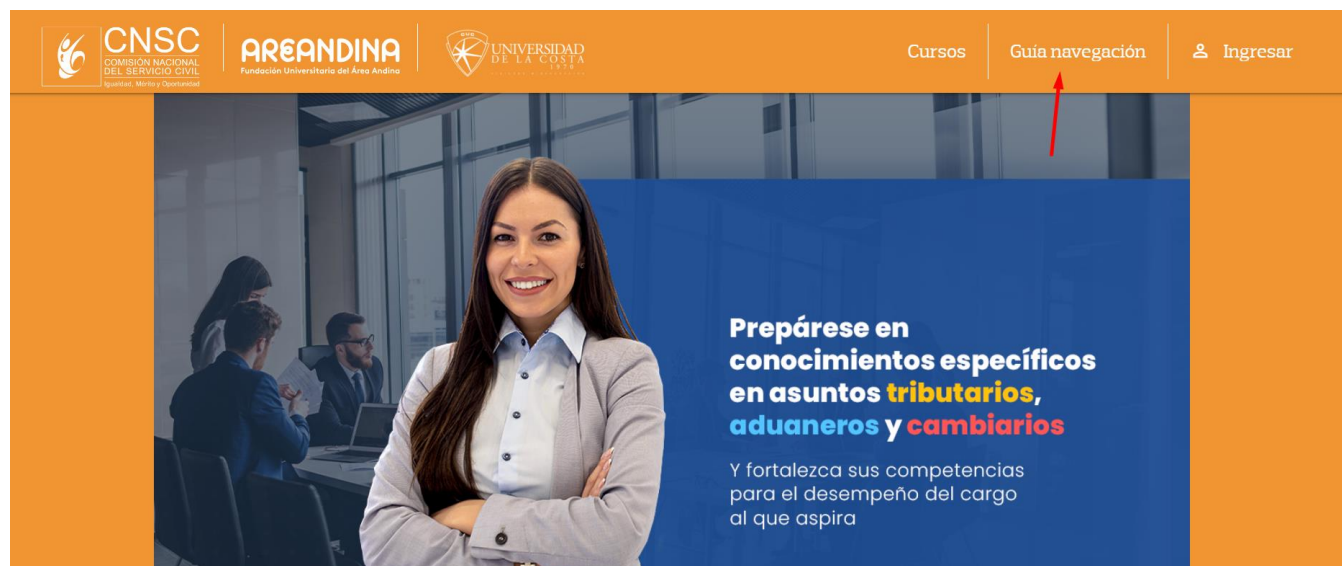 CNSC
COMISIÓN NACIONAL
DEL SERVICIO CIVIL
Igualdad, Mérito y Oportunidad
AREANDINA
Fundación Universitaria del Área Andina
UNIVERSIDAD
DE LA COSTA
1970
Cursos
Guía navegación
Ingresar
Prepárese en
conocimientos específicos
en asuntos tributarios,
aduaneros y cambiarios
Y fortalezca sus competencias
para el desempeño del cargo
al que aspira